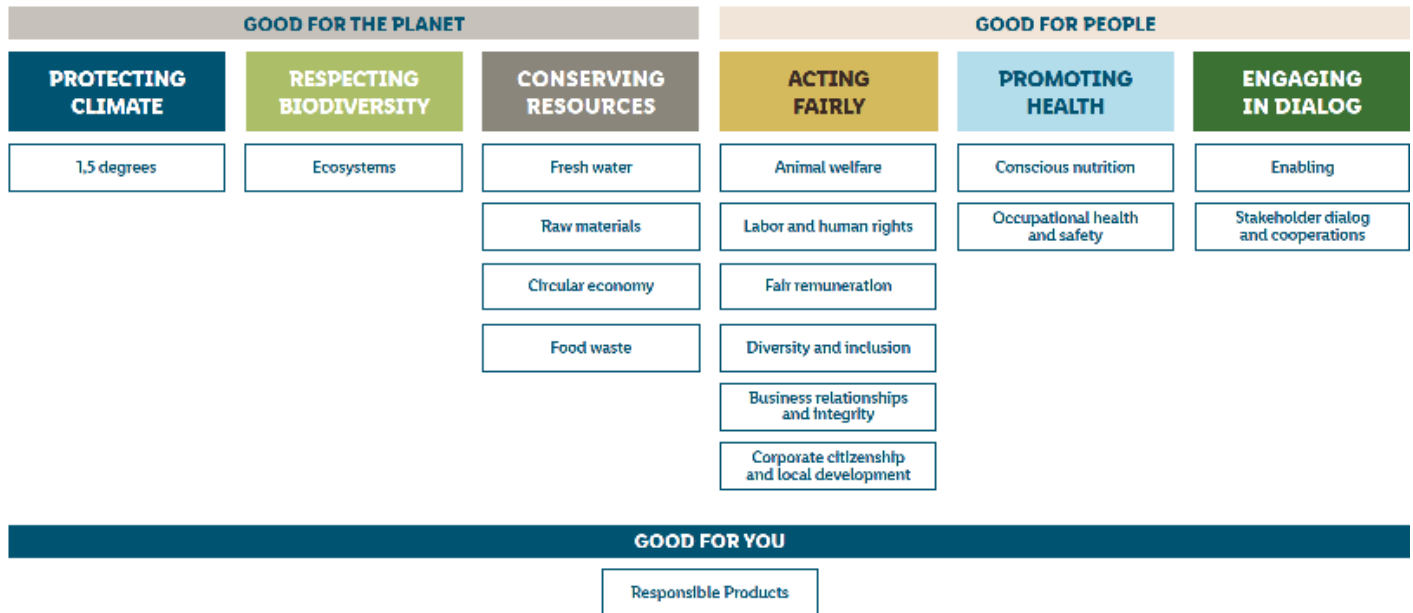 GOOD FOR THE PLANET
GOOD FOR PEOPLE
PROTECTING
CLIMATE
RESPECTING
BIODIVERSITY
CONSERVING
RESOURCES
ACTING
FAIRLY
PROMOTING
HEALTH
ENGAGING
IN DIALOG
1,5 degrees
Ecosystems
Fresh water
Animal welfare
Conscious nutrition
Enabling
Raw materials
Labor and human rights
Occupational health
and safety
Stakeholder dialog
and cooperations
Circular economy
Fair remuneration
Food waste
Diversity and inclusion
Business relationships
and integrity
Corporate citizenship
and local development
GOOD FOR YOU
Responsible Products